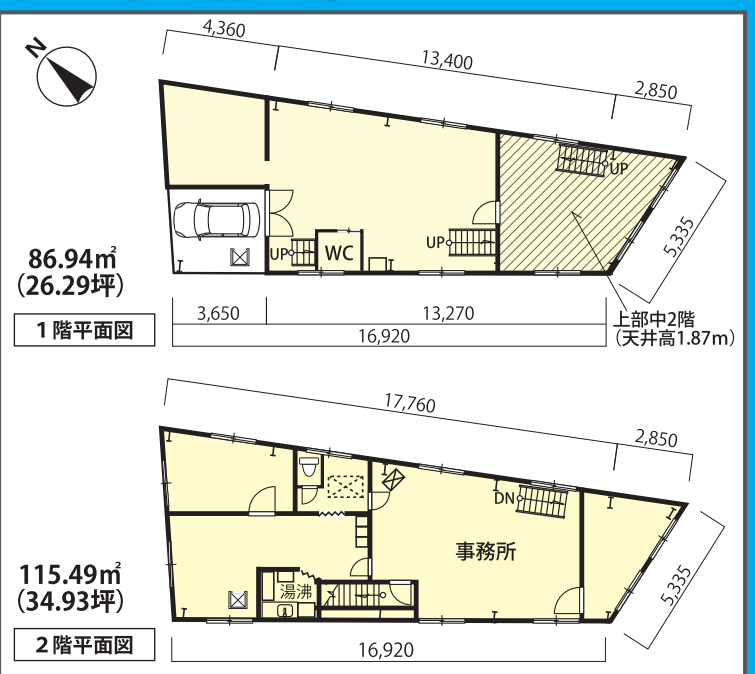 N
4,360
13,400
2,850
UP
5,335
UP
UP
WC
86.94㎡
（26.29坪）
3,650
13,270
上部中2階
（天井高1.87m）
１階平面図
16,920
17,760
2,850
DN
事務所
115.49㎡
（34.93坪）
湯沸
5,335
２階平面図
16,920